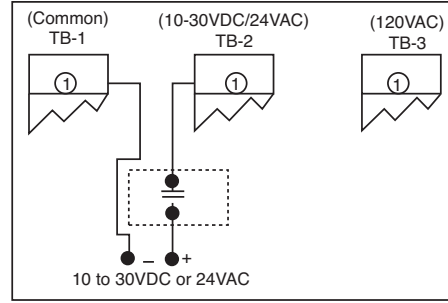 (Common) (10-30VDC/24VAC) (120VAC)
TB-1 TB-2 TB-3
1 1 1
– +
10 to 30VDC or 24VAC